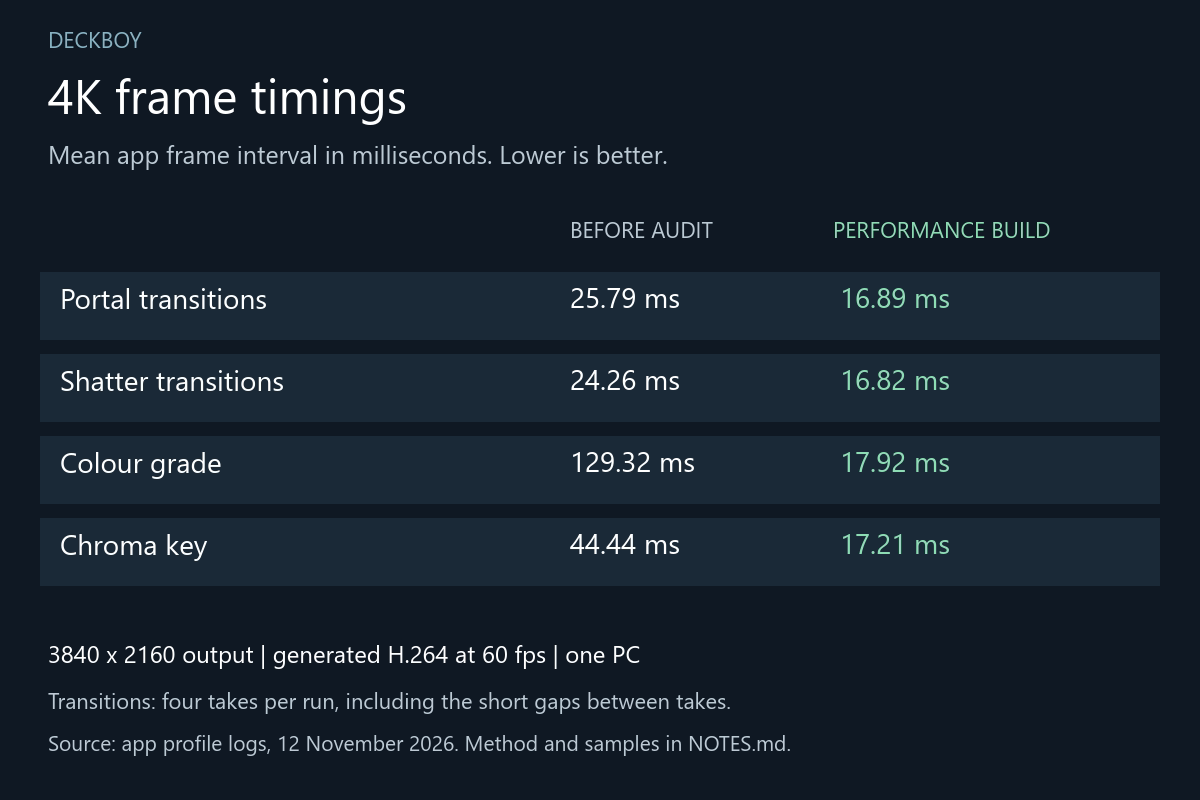 DECKBOY
4K frame timings
Mean app frame interval in milliseconds. Lower is better.
BEFORE AUDIT PERFORMANCE BUILD
Portal transitions 25.79 ms 16.89 ms
Shatter transitions 24.26 ms 16.82 ms
Colour grade 129.32 ms 17.92 ms
Chroma key 44.44 ms 17.21 ms
3840 x 2160 output | generated H.264 at 60 fps | one PC
Transitions: four takes per run, including the short gaps between takes.
Source: app profile logs, 12 November 2026. Method and samples in NOTES.md.